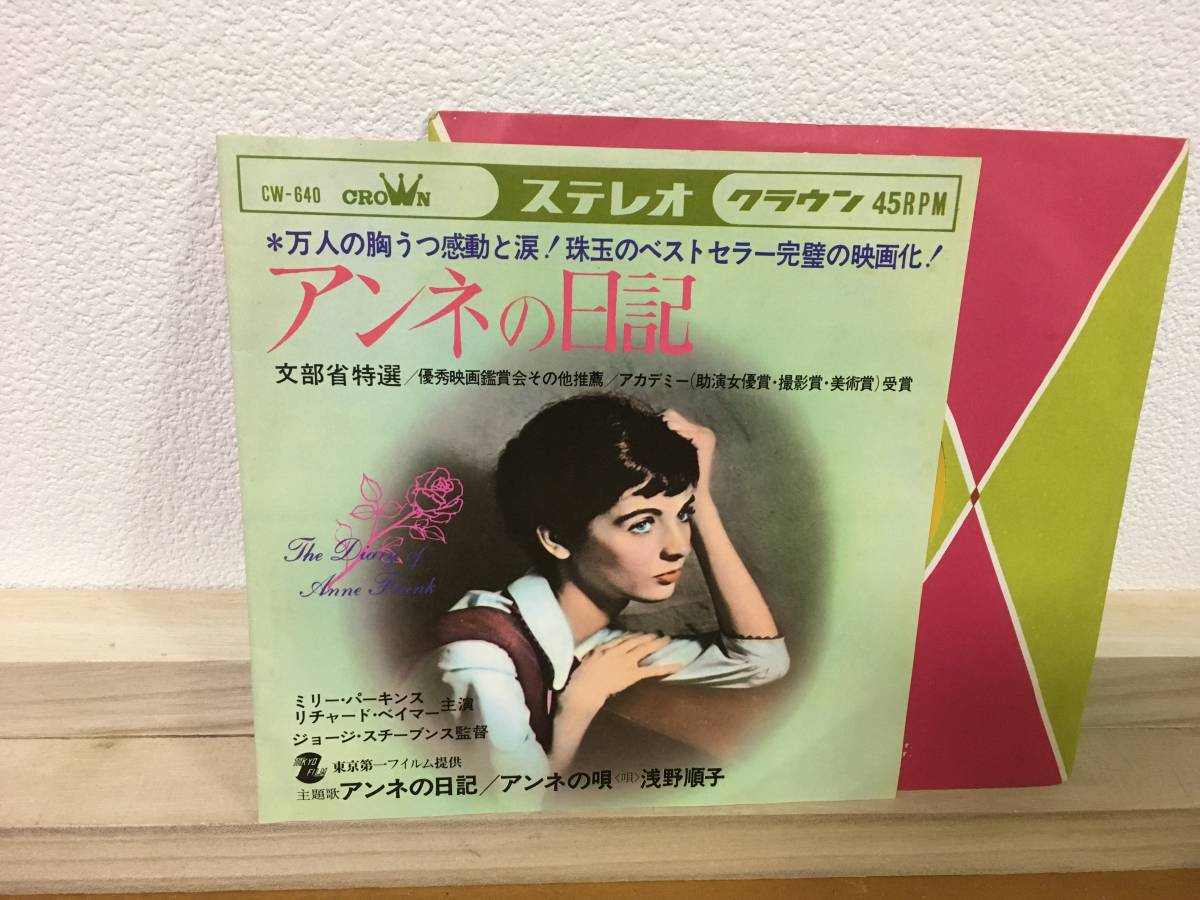 CW-640 CROWN ステレオ クラウン 45RPM
*万人の胸うつ感動と涙!珠玉のベストセラー完璧の映画化!
アンネの日記
文部省特選/優秀映画鑑賞会その他推薦/アカデミー(助演女優賞・撮影賞・美術賞)受賞
The Diary of
Anne Frank
ミリー・パーキンス
リチャード・ベイマー主演
ジョージ・スチーブンス監督
TOKYO FILM 東京第一フイルム提供
主題歌 アンネの日記/アンネの唄〈唄〉浅野順子